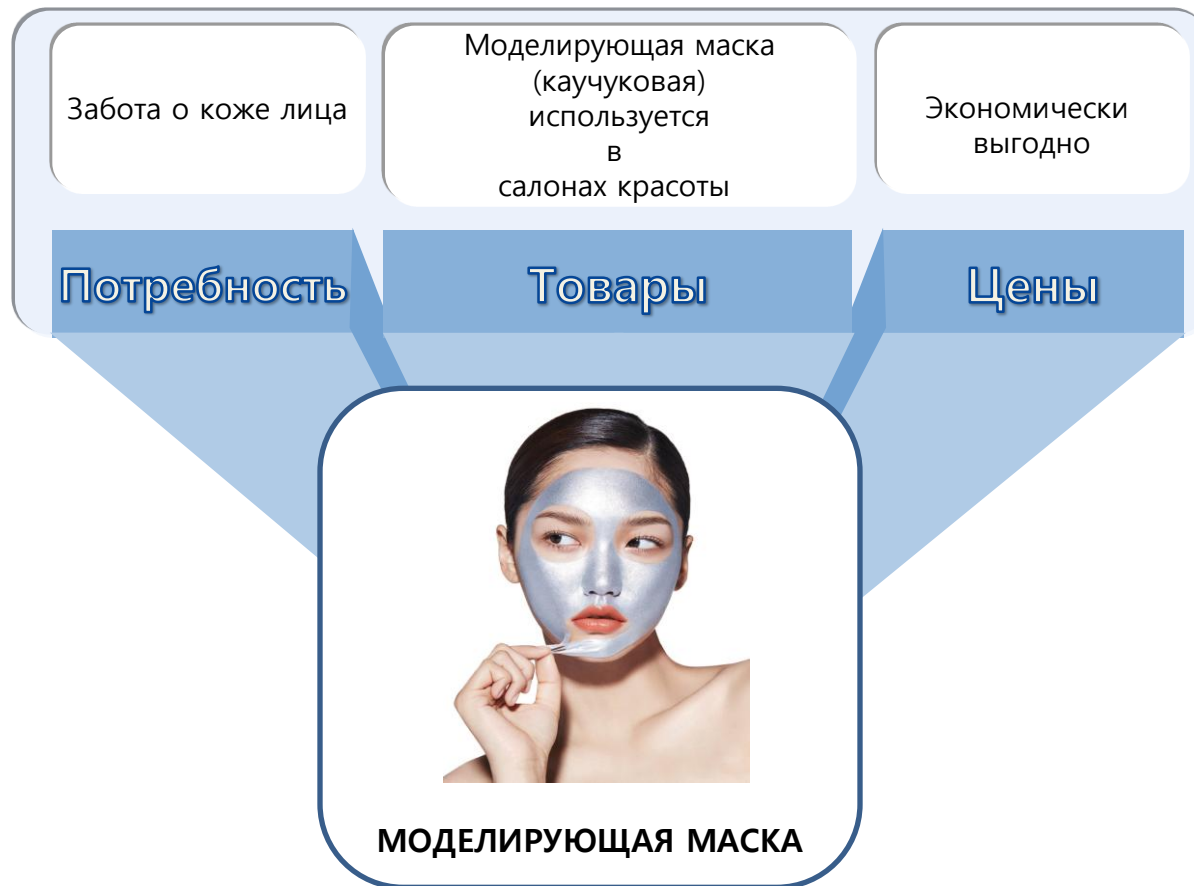 Забота о коже лица
Моделирующая маска
(каучуковая)
используется
в
салонах красоты
Экономически
выгодно
Потребность
Товары
Цены
МОДЕЛИРУЮЩАЯ МАСКА